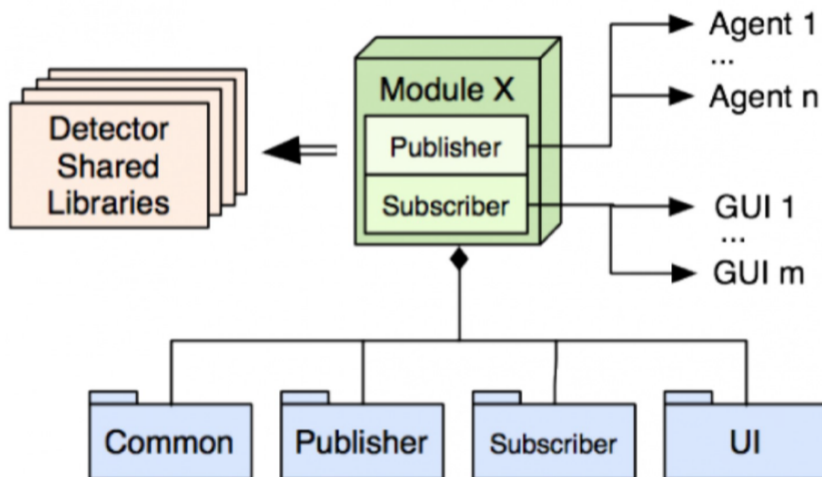 Agent 1
...
Module X
Agent n
Detector
Shared
Libraries
Publisher
Subscriber
GUI 1
...
GUI m
Common
Publisher
Subscriber
UI